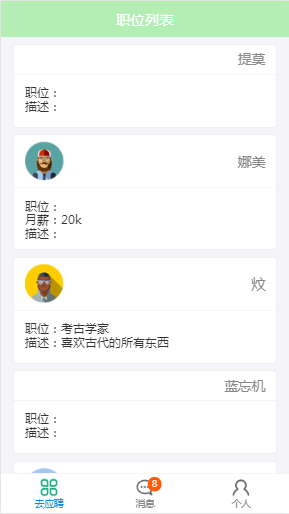 职位列表
提莫
职位：
描述：
娜美
职位：
月薪：20k
描述：
炆
职位：考古学家
描述：喜欢古代的所有东西
蓝忘机
职位：
描述：
8
去应聘
消息
个人